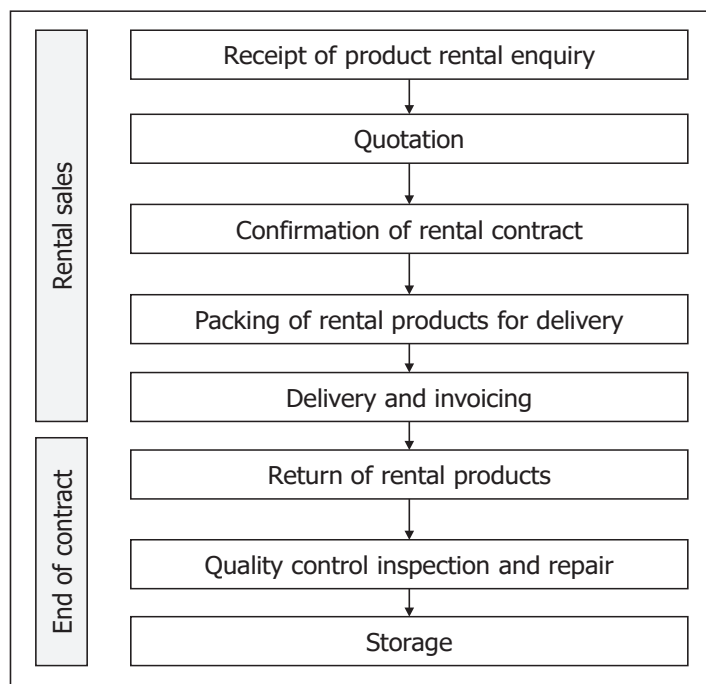 Rental sales
Receipt of product rental enquiry
Quotation
Confirmation of rental contract
Packing of rental products for delivery
Delivery and invoicing
End of contract
Return of rental products
Quality control inspection and repair
Storage